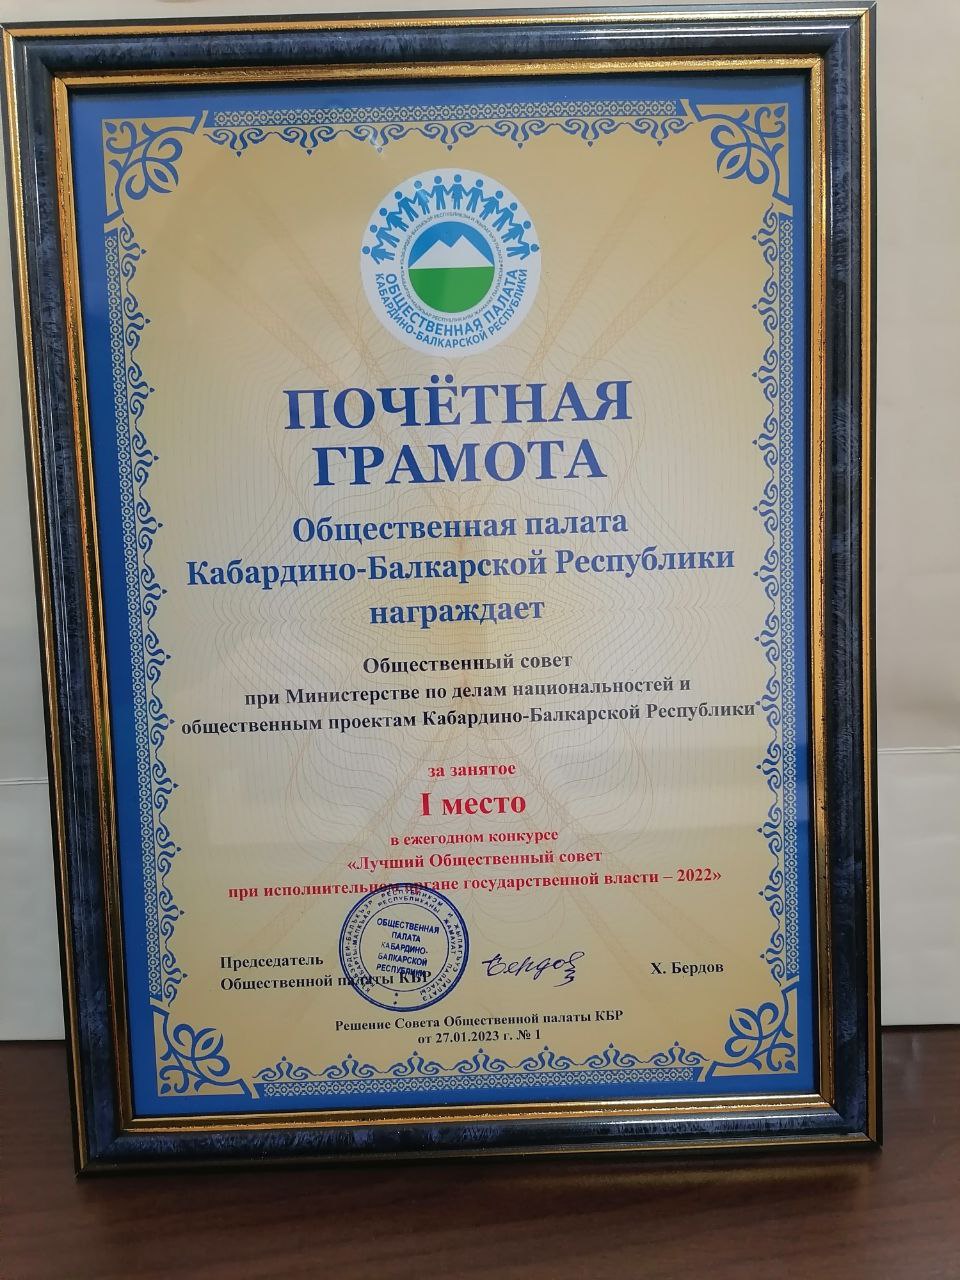 ОБЩЕСТВЕННАЯ ПАЛАТА
КАБАРДИНО-БАЛКАРСКОЙ РЕСПУБЛИКИ
ПОЧЁТНАЯ
ГРАМОТА
Общественная палата
Кабардино-Балкарской Республики
награждает
Общественный совет
при Министерстве по делам национальностей и
общественным проектам Кабардино-Балкарской Республики
за занятое
I место
в ежегодном конкурсе
«Лучший Общественный совет
при исполнительном органе государственной власти – 2022»
ОБЩЕСТВЕННАЯ
ПАЛАТА
КАБАРДИНО-
БАЛКАРСКОЙ
РЕСПУБЛИКИ
Председатель
Общественной палаты КБР
Бердов
Х. Бердов
Решение Совета Общественной палаты КБР
от 27.01.2023 г. № 1